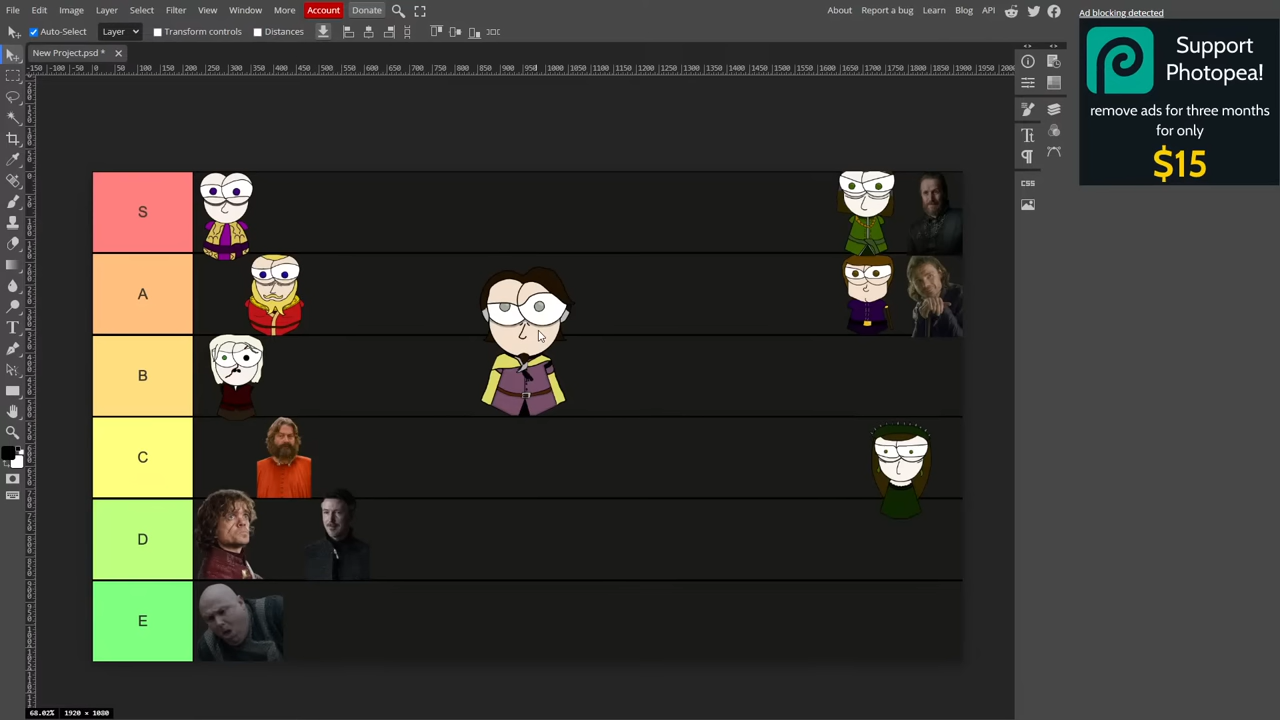 File Edit Image Layer Select Filter View Window More Account Donate About Report a bug Learn Blog API
Ad blocking detected
Auto-Select Layer Transform controls Distances
New Project.psd *
Support
Photopea!
remove ads for three months
for only
$15
S
A
B
C
D
E
CSS
68.02% 1920 × 1080